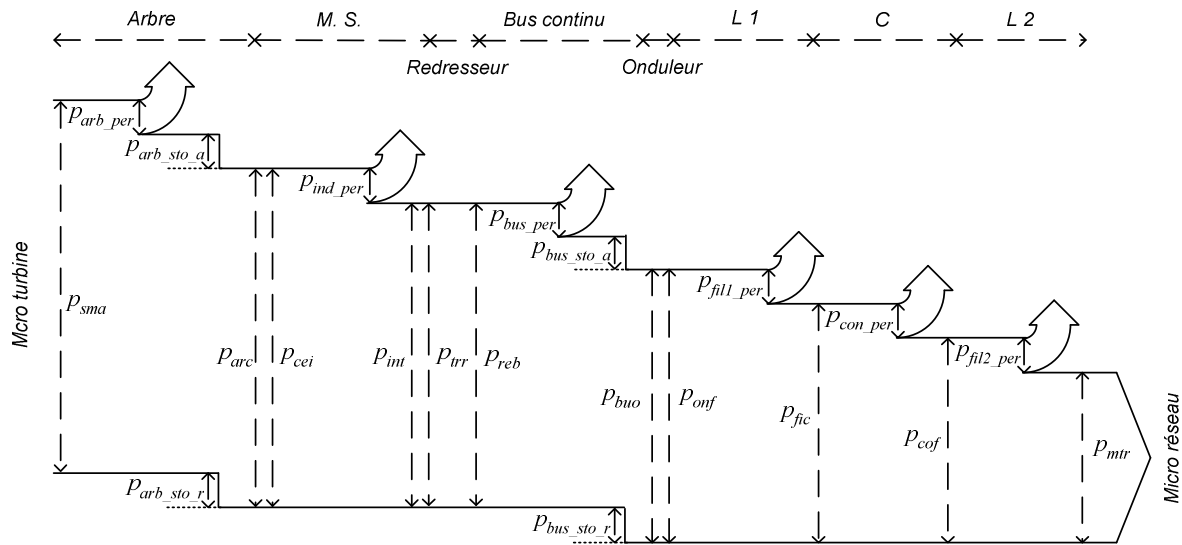 Arbre M. S. Bus continu L 1 C L 2
Redresseur Onduleur
p_arb_per
p_arb_sto_a
p_ind_per
p_bus_per
p_bus_sto_a
p_fil1_per
p_con_per
p_fil2_per
Mcro turbine
p_sma
p_arc p_cei p_int p_trr p_reb
p_buo p_onf p_fic p_cof p_mtr
Micro réseau
p_arb_sto_r
p_bus_sto_r